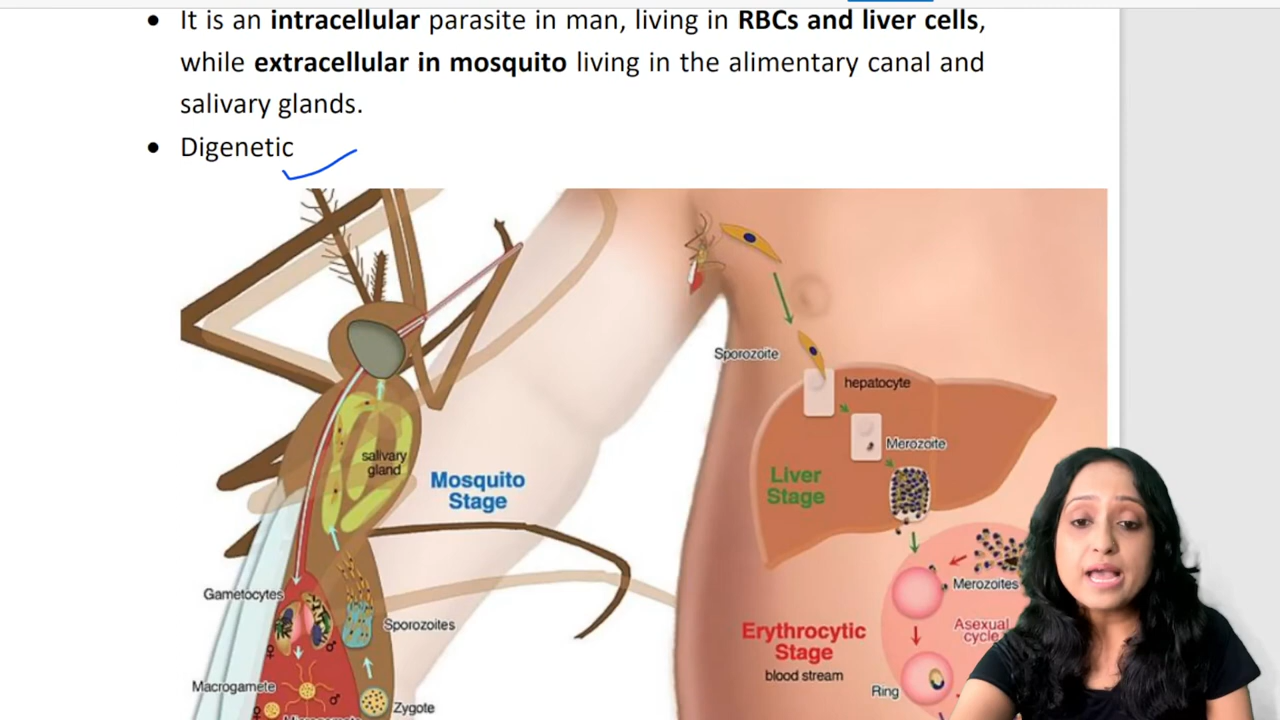 • It is an intracellular parasite in man, living in RBCs and liver cells,
while extracellular in mosquito living in the alimentary canal and
salivary glands.
• Digenetic
Sporozoite
hepatocyte
Merozoite
Liver
Stage
salivary
gland
Mosquito
Stage
Merozoites
Gametocytes
Sporozoites
Erythrocytic
Stage
blood stream
Asexual
cycle
Ring
Macrogamete
Zygote